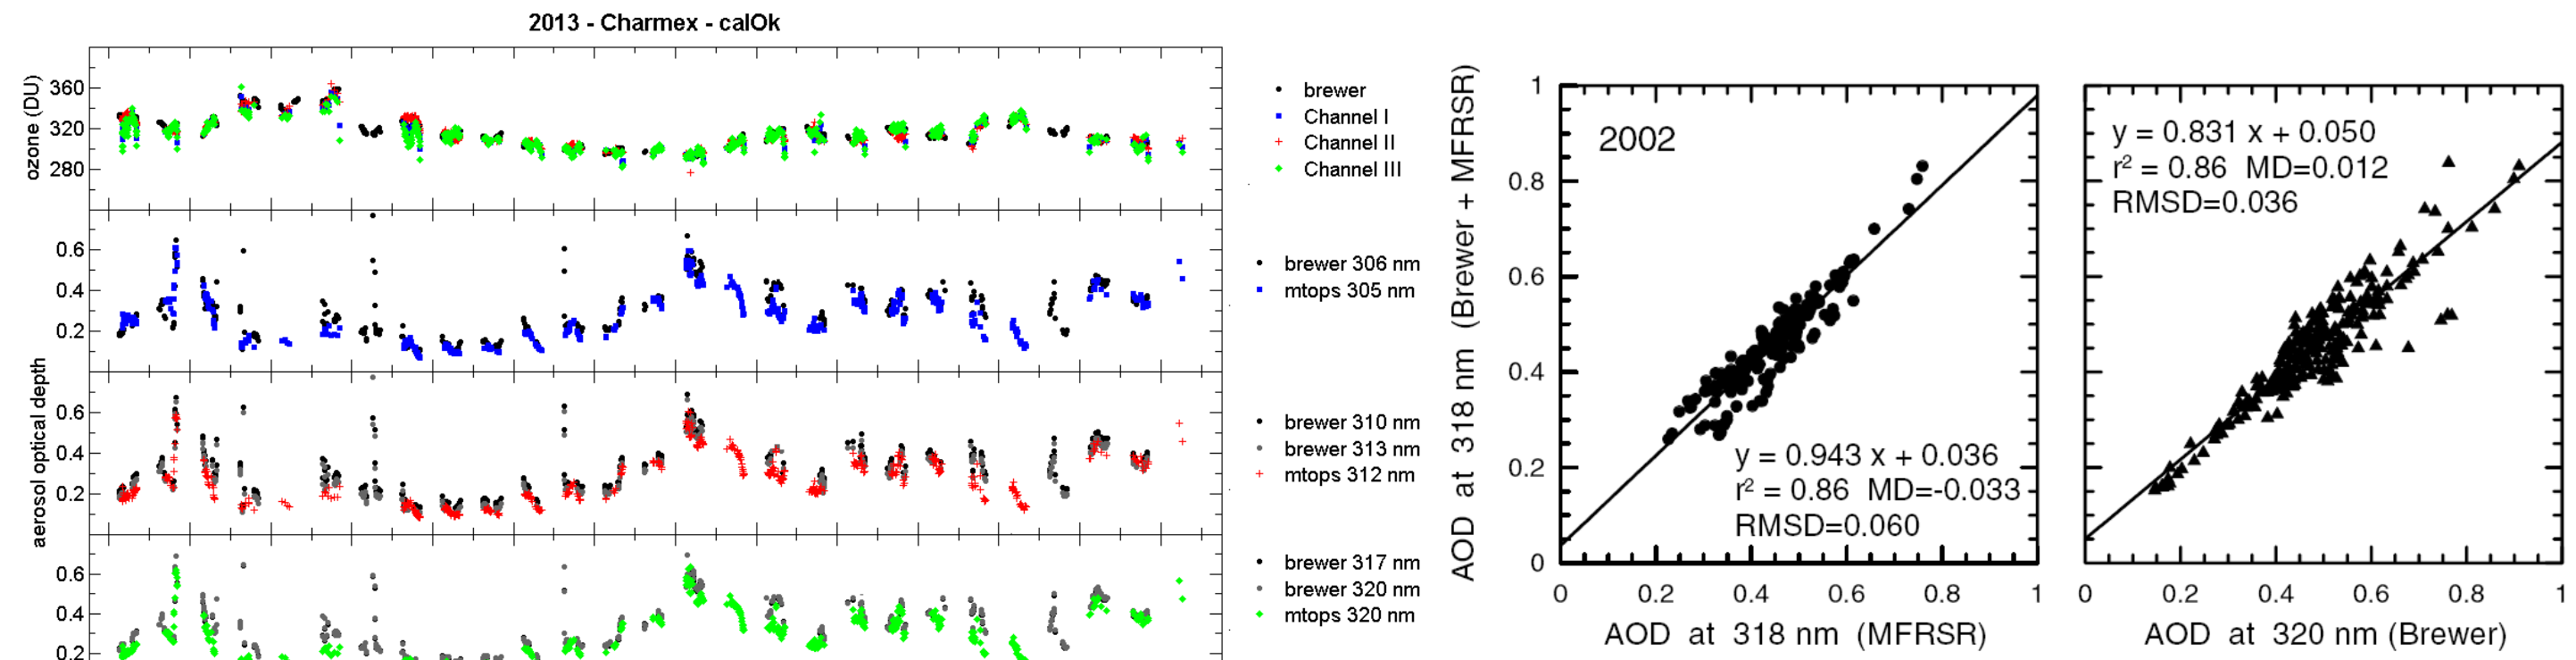 2013 - Charmex - calOk
ozone (DU)
360
320
280
brewer
Channel I
Channel II
Channel III
aerosol optical depth
0.6
0.4
0.2
brewer 306 nm
mtops 305 nm
0.6
0.4
0.2
brewer 310 nm
brewer 313 nm
mtops 312 nm
0.6
0.4
0.2
brewer 317 nm
brewer 320 nm
mtops 320 nm
AOD at 318 nm (Brewer + MFRSR)
1
0.8
0.6
0.4
0.2
0
2002
y = 0.943 x + 0.036
r² = 0.86 MD=-0.033
RMSD=0.060
0 0.2 0.4 0.6 0.8 1
AOD at 318 nm (MFRSR)
y = 0.831 x + 0.050
r² = 0.86 MD=0.012
RMSD=0.036
0.2 0.4 0.6 0.8 1
AOD at 320 nm (Brewer)